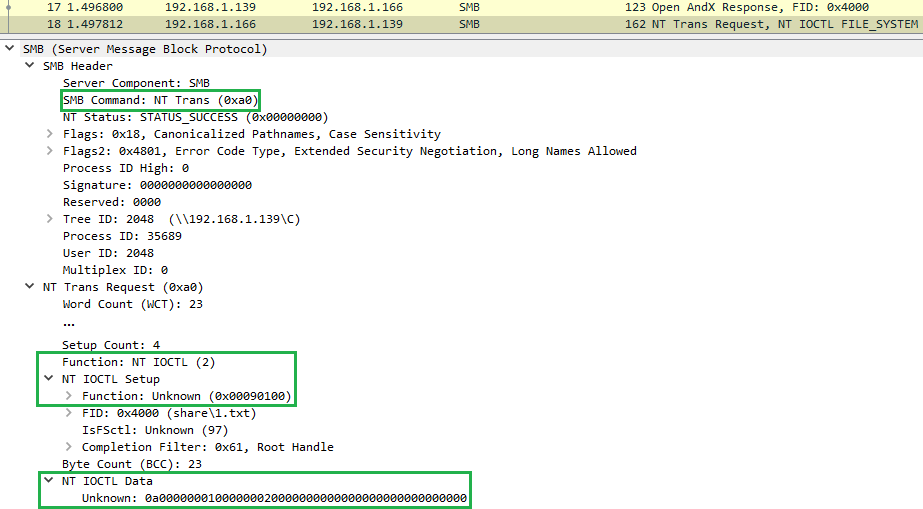 17 1.496800 192.168.1.139 192.168.1.166 SMB 123 Open AndX Response, FID: 0x4000
18 1.497812 192.168.1.166 192.168.1.139 SMB 162 NT Trans Request, NT IOCTL FILE_SYSTEM
SMB (Server Message Block Protocol)
SMB Header
Server Component: SMB
SMB Command: NT Trans (0xa0)
NT Status: STATUS_SUCCESS (0x00000000)
Flags: 0x18, Canonicalized Pathnames, Case Sensitivity
Flags2: 0x4801, Error Code Type, Extended Security Negotiation, Long Names Allowed
Process ID High: 0
Signature: 0000000000000000
Reserved: 0000
Tree ID: 2048 (\\192.168.1.139\C)
Process ID: 35689
User ID: 2048
Multiplex ID: 0
NT Trans Request (0xa0)
Word Count (WCT): 23
...
Setup Count: 4
Function: NT IOCTL (2)
NT IOCTL Setup
Function: Unknown (0x00090100)
FID: 0x4000 (share\1.txt)
IsFSctl: Unknown (97)
Completion Filter: 0x61, Root Handle
Byte Count (BCC): 23
NT IOCTL Data
Unknown: 0a00000001000000020000000000000000000000000000